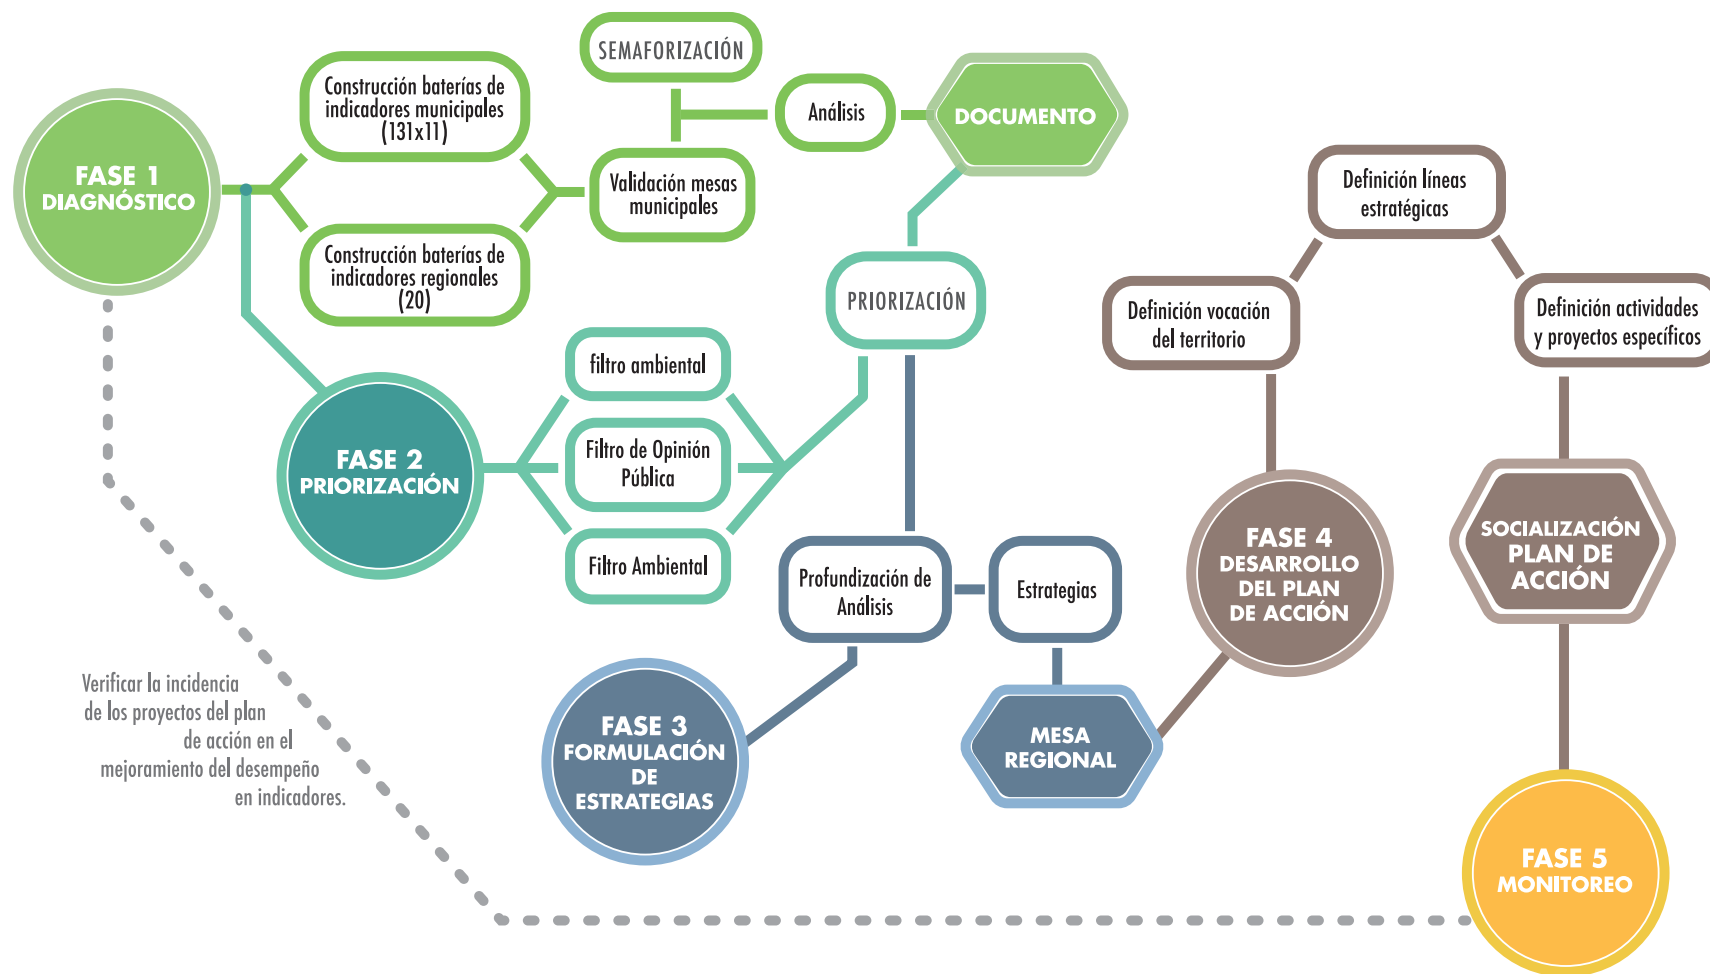 FASE 1
DIAGNÓSTICO
Construcción baterías de
indicadores municipales
(131x11)
Construcción baterías de
indicadores regionales
(20)
SEMAFORIZACIÓN
Validación mesas
municipales
Análisis
DOCUMENTO
FASE 2
PRIORIZACIÓN
filtro ambiental
Filtro de Opinión
Pública
Filtro Ambiental
PRIORIZACIÓN
FASE 3
FORMULACIÓN
DE
ESTRATEGIAS
Profundización de
Análisis
Estrategias
MESA
REGIONAL
FASE 4
DESARROLLO
DEL PLAN
DE ACCIÓN
Definición vocación
del territorio
Definición líneas
estratégicas
Definición actividades
y proyectos específicos
SOCIALIZACIÓN
PLAN DE
ACCIÓN
FASE 5
MONITOREO
Verificar la incidencia
de los proyectos del plan
de acción en el
mejoramiento del desempeño
en indicadores.